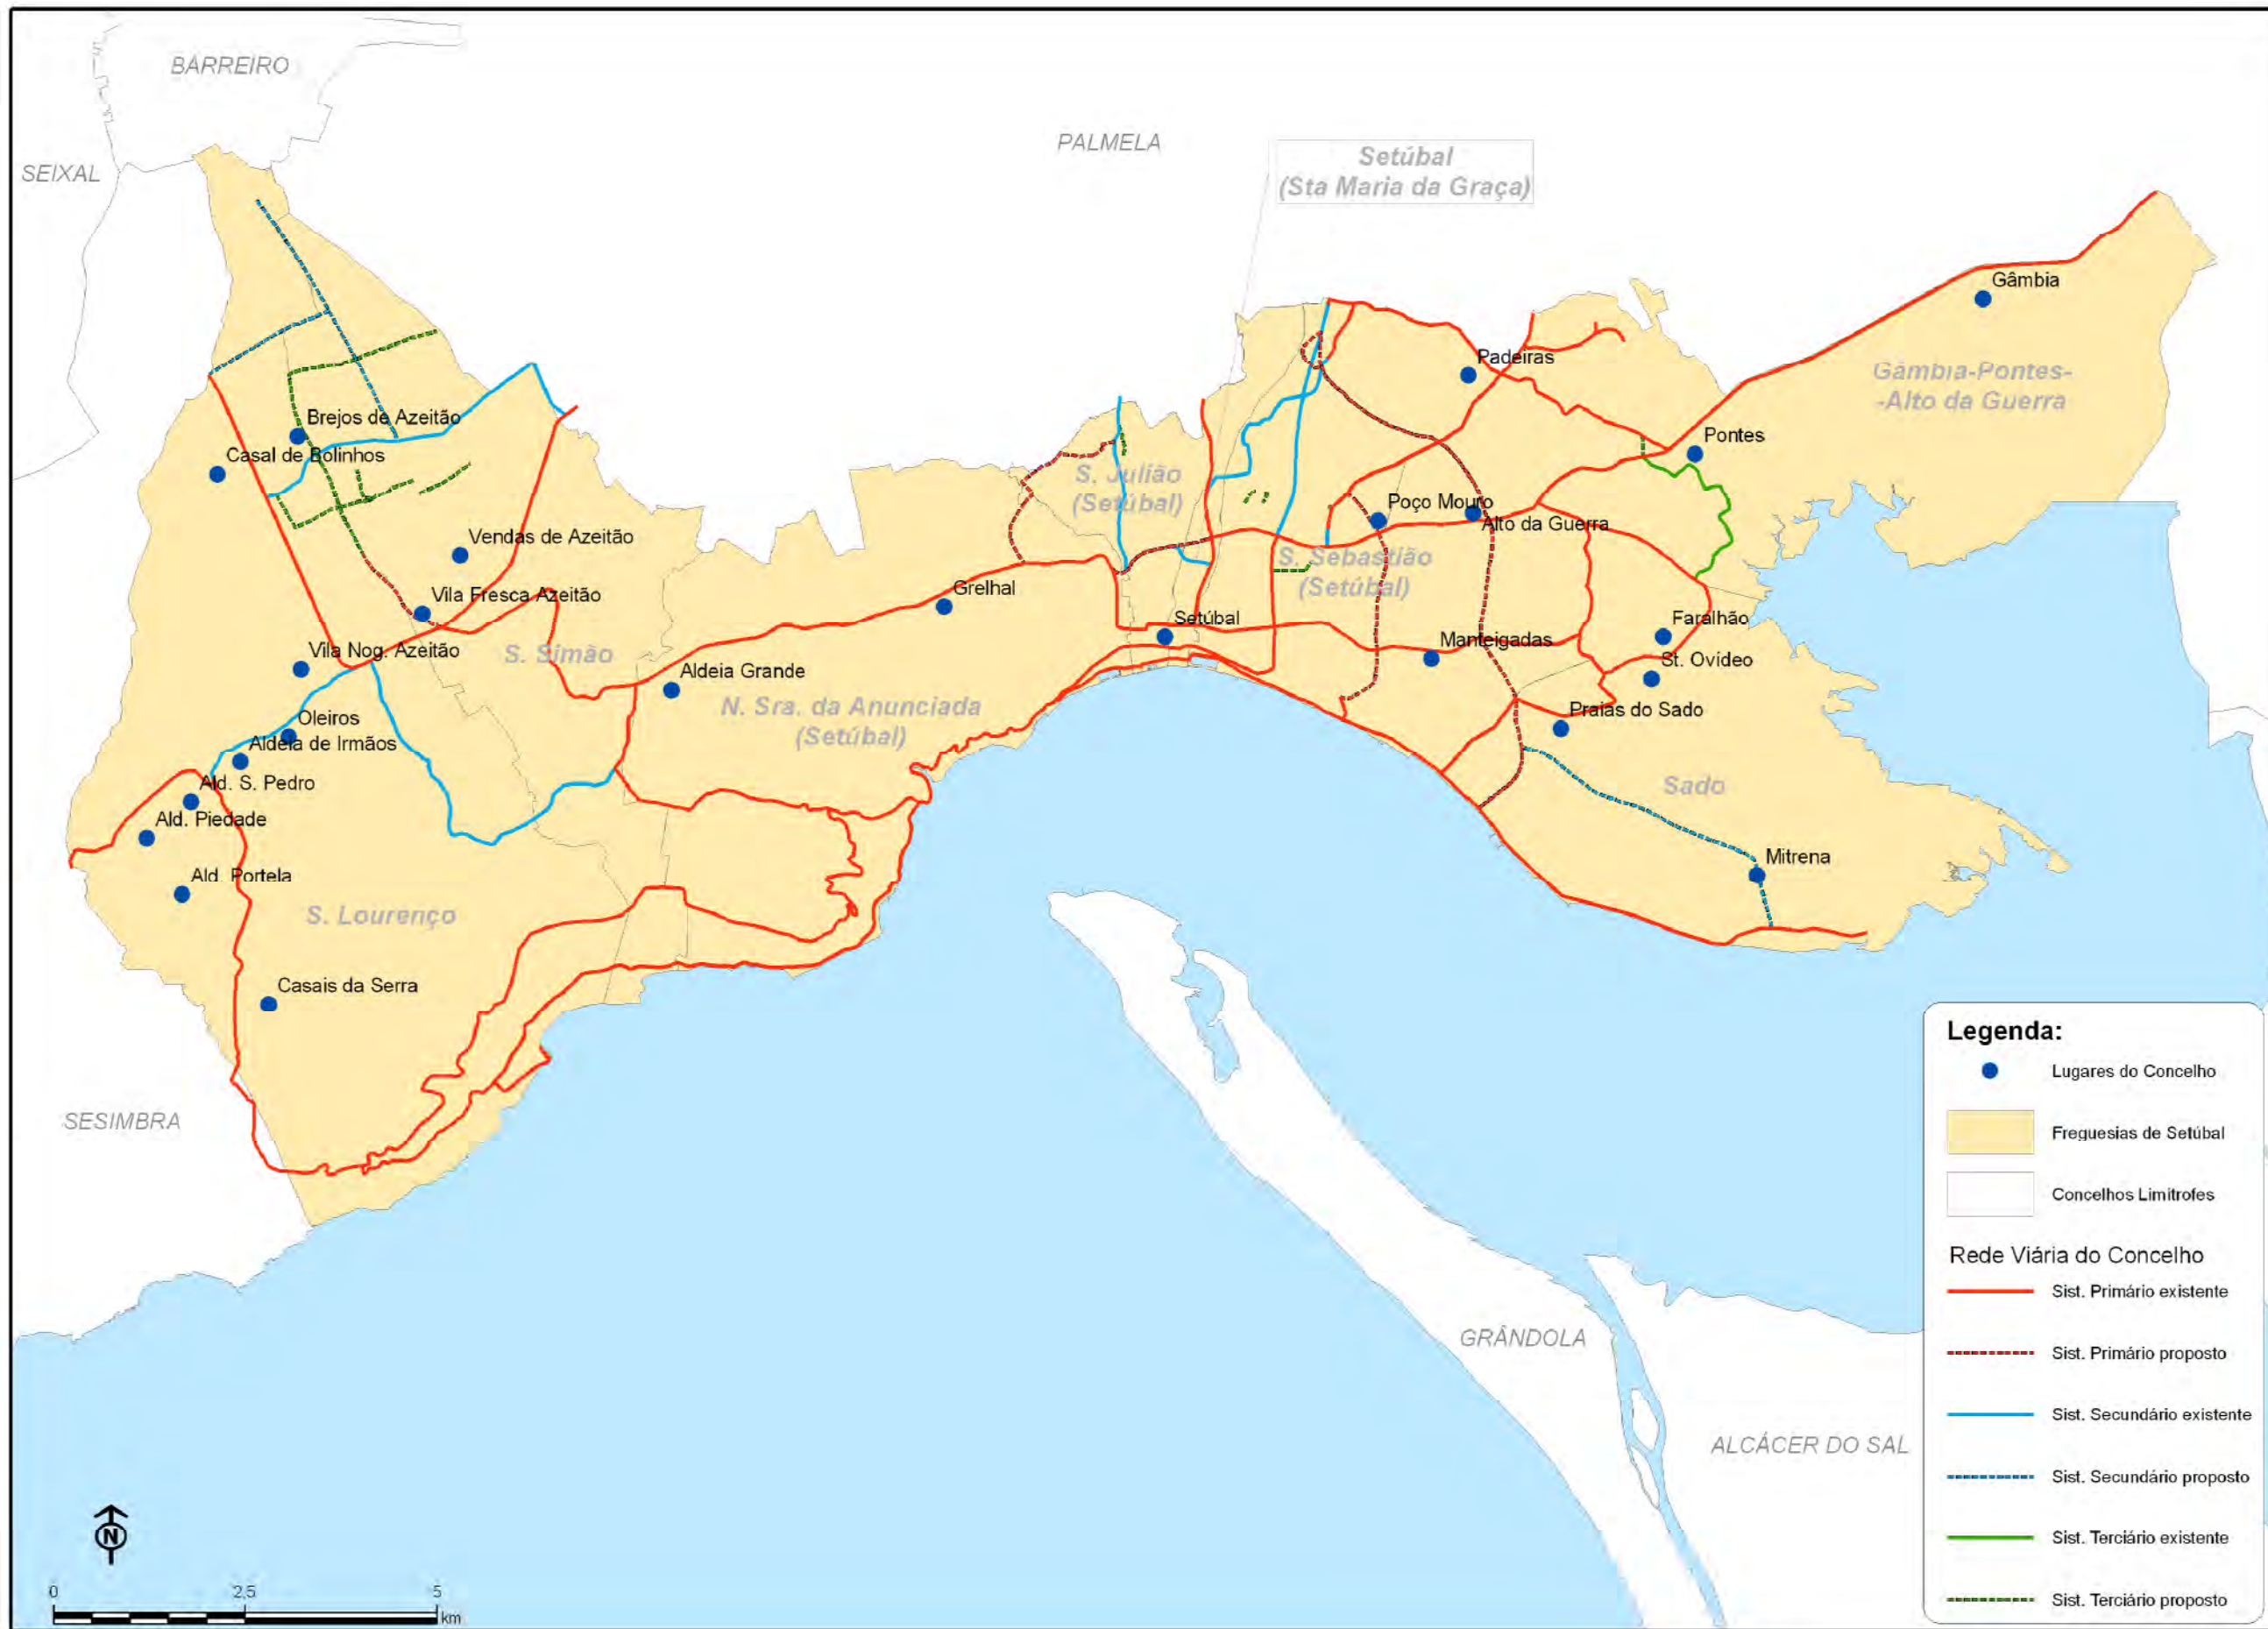 BARREIRO
SEIXAL
PALMELA
Setúbal
(Sta Maria da Graça)
Gâmbia
Padeiras
Gâmbia-Pontes-
-Alto da Guerra
Brejos de Azeitão
Pontes
Casal de Bolinhos
S. Julião
(Setúbal)
Poço Mouro
Alto da Guerra
Vendas de Azeitão
S. Sebastião
(Setúbal)
Grelhal
Vila Fresca Azeitão
Setúbal
Faralhão
Manteigadas
Vila Nog. Azeitão
S. Simão
St. Ovídeo
Aldeia Grande
N. Sra. da Anunciada
(Setúbal)
Praias do Sado
Oleiros
Aldeia de Irmãos
Ald. S. Pedro
Sado
Ald. Piedade
Mitrena
Ald. Portela
S. Lourenço
Casais da Serra
SESIMBRA
GRÂNDOLA
ALCÁCER DO SAL
Legenda:
Lugares do Concelho
Freguesias de Setúbal
Concelhos Limítrofes
Rede Viária do Concelho
Sist. Primário existente
Sist. Primário proposto
Sist. Secundário existente
Sist. Secundário proposto
Sist. Terciário existente
Sist. Terciário proposto
N
0 2,5 5
km